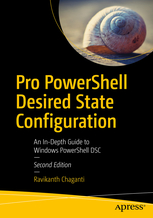 Pro PowerShell
Desired State
Configuration
An In-Depth Guide to
Windows PowerShell DSC
—
Second Edition
—
Ravikanth Chaganti
Apress®